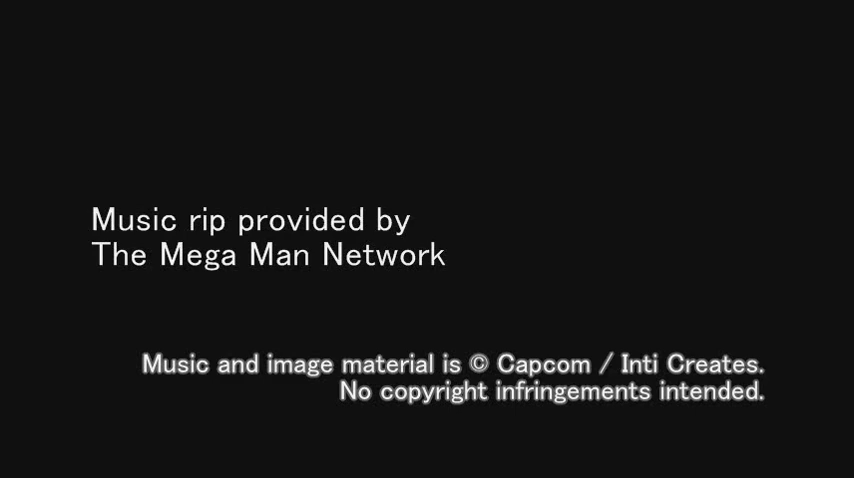 Music rip provided by
The Mega Man Network
Music and image material is © Capcom / Inti Creates.
No copyright infringements intended.